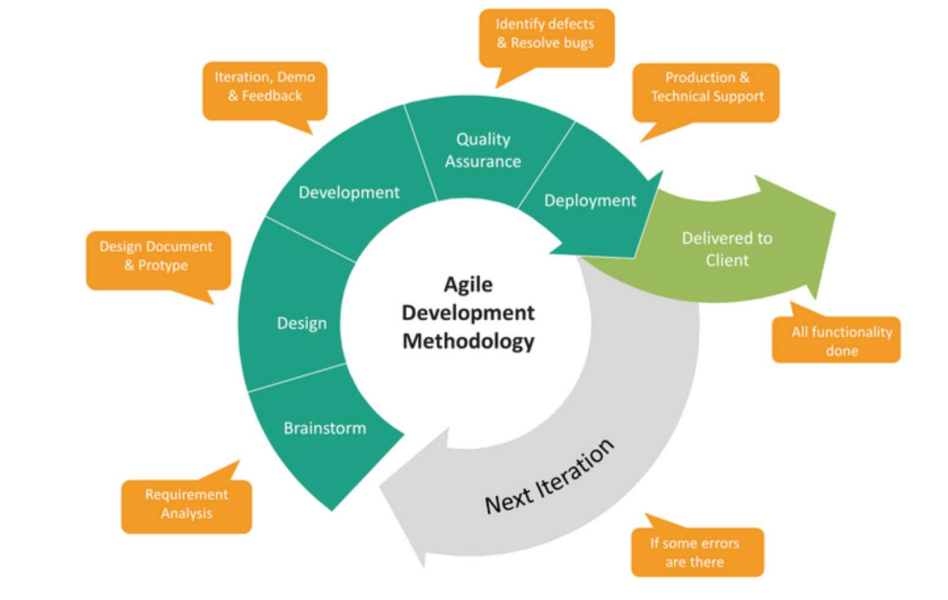 Identify defects
& Resolve bugs
Iteration, Demo
& Feedback
Production &
Technical Support
Quality
Assurance
Development
Deployment
Delivered to
Client
Design Document
& Protype
Agile
Development
Methodology
Design
All functionality
done
Brainstorm
Next Iteration
Requirement
Analysis
If some errors
are there